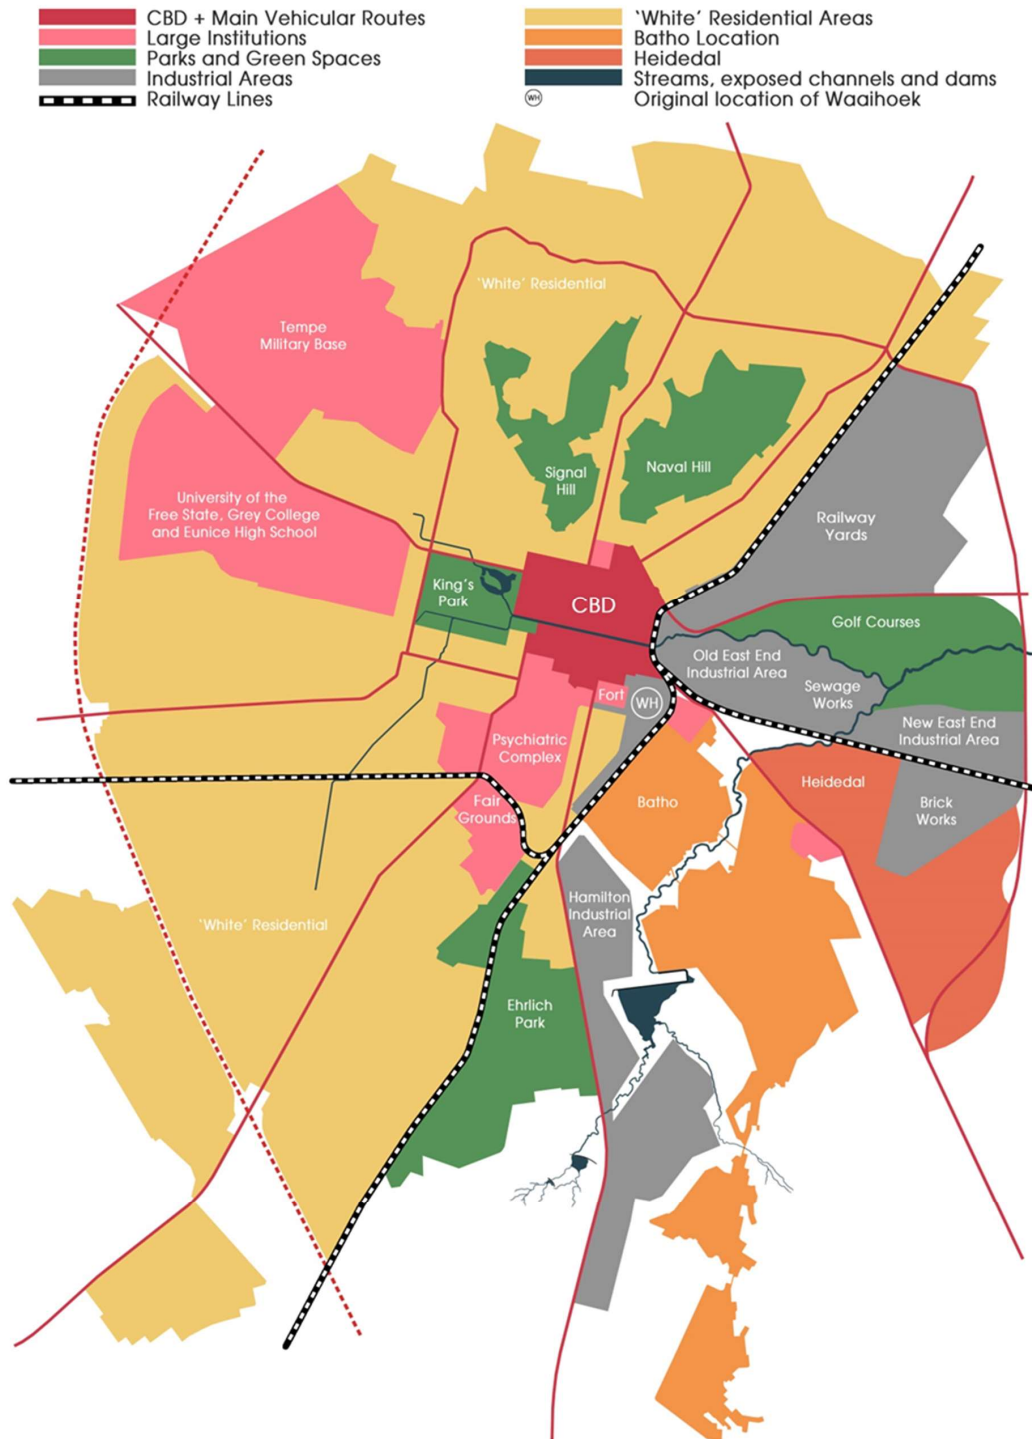 CBD + Main Vehicular Routes
Large Institutions
Parks and Green Spaces
Industrial Areas
Railway Lines
‘White’ Residential Areas
Batho Location
Heidedal
Streams, exposed channels and dams
WH
Original location of Waaihoek
‘White’ Residential
Tempe
Military Base
Signal
Hill
Naval Hill
University of the
Free State, Grey College
and Eunice High School
Railway
Yards
King’s
Park
CBD
Golf Courses
Old East End
Industrial Area
Sewage
Works
Fort
WH
New East End
Industrial Area
Psychiatric
Complex
Heidedal
Batho
Brick
Works
Fair
Grounds
Hamilton
Industrial
Area
‘White’ Residential
Ehrlich
Park